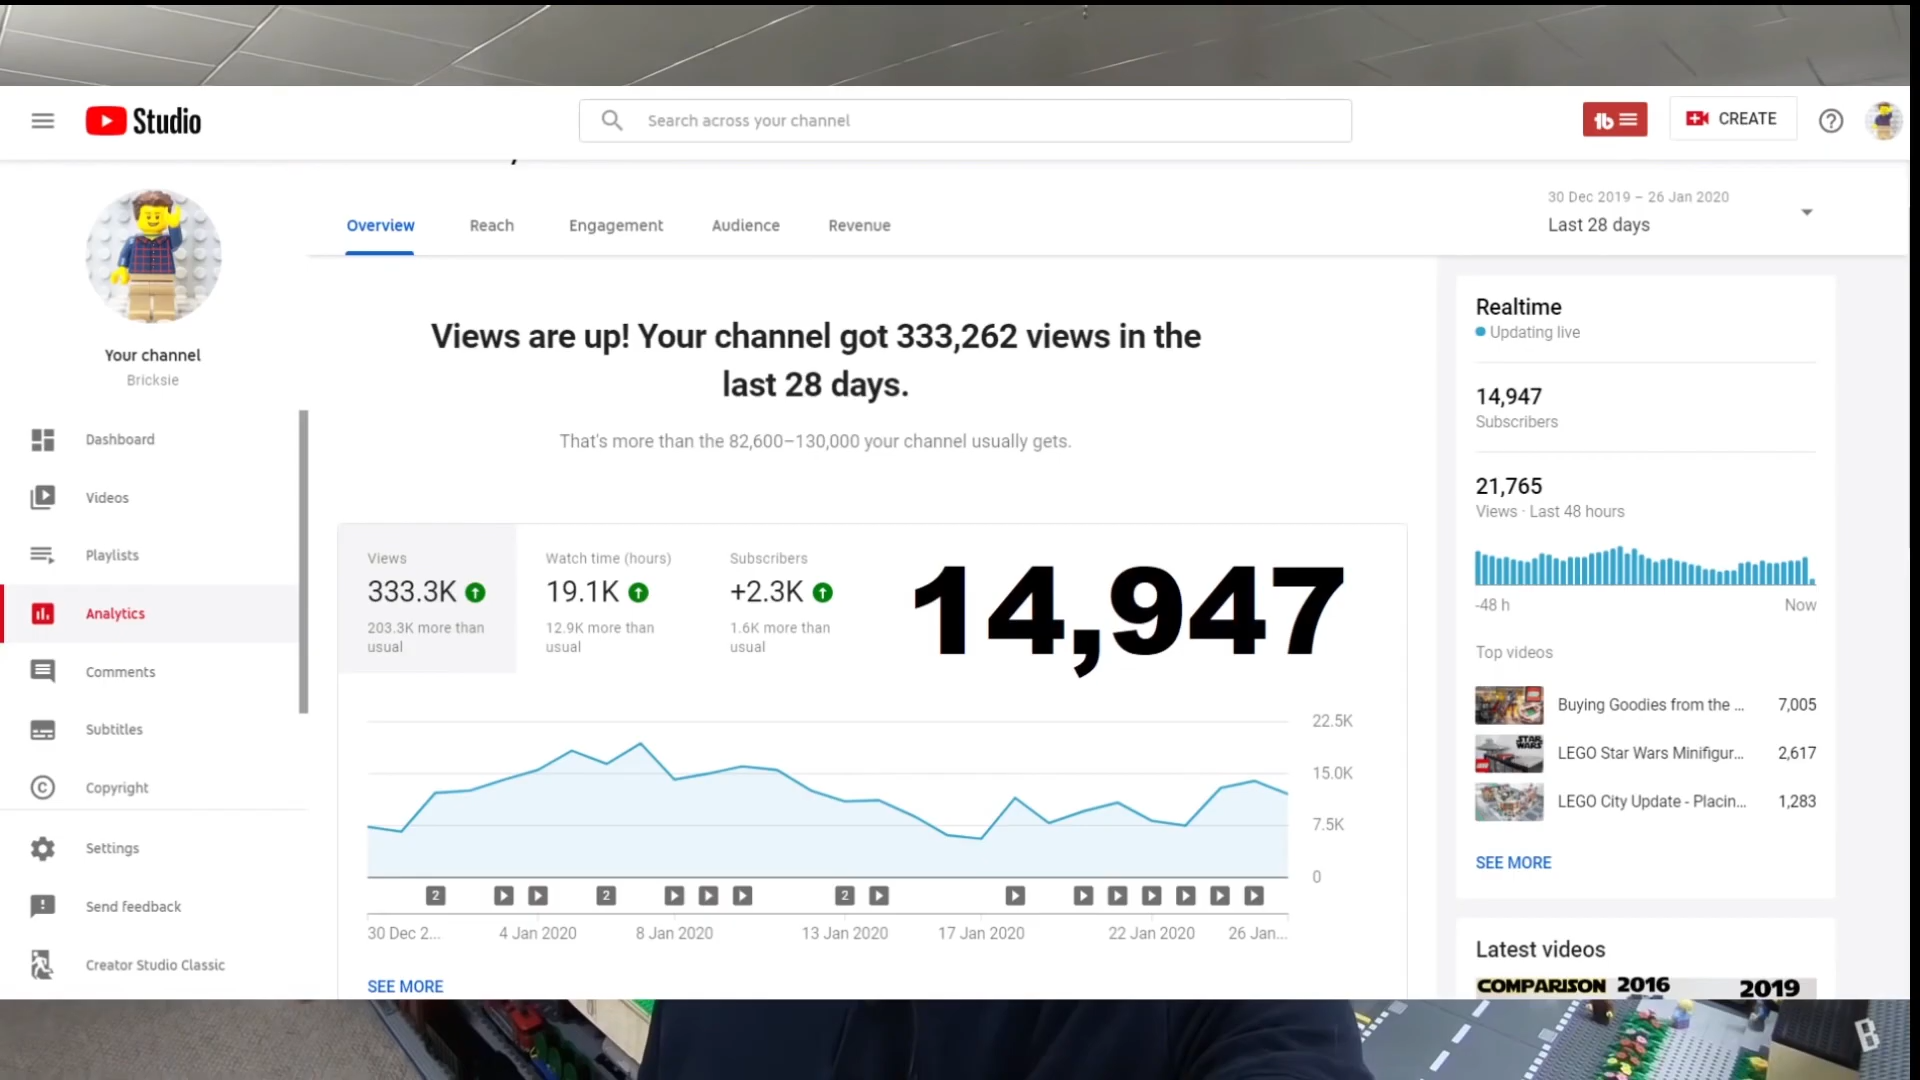 Studio
Search across your channel
CREATE
Your channel
Bricksie
Dashboard
Videos
Playlists
Analytics
Comments
Subtitles
Copyright
Settings
Send feedback
Creator Studio Classic
Overview Reach Engagement Audience Revenue
30 Dec 2019 – 26 Jan 2020
Last 28 days
Views are up! Your channel got 333,262 views in the
last 28 days.
That's more than the 82,600–130,000 your channel usually gets.
Views
333.3K
203.3K more than
usual
Watch time (hours)
19.1K
12.9K more than
usual
Subscribers
+2.3K
1.6K more than
usual
14,947
22.5K
15.0K
7.5K
0
2 2 2
30 Dec 2... 4 Jan 2020 8 Jan 2020 13 Jan 2020 17 Jan 2020 22 Jan 2020 26 Jan...
SEE MORE
Realtime
Updating live
14,947
Subscribers
21,765
Views · Last 48 hours
-48 h Now
Top videos
Buying Goodies from the ... 7,005
STAR WARS
LEGO Star Wars Minifigur... 2,617
LEGO City Update - Placin... 1,283
SEE MORE
Latest videos
COMPARISON 2016 2019
B